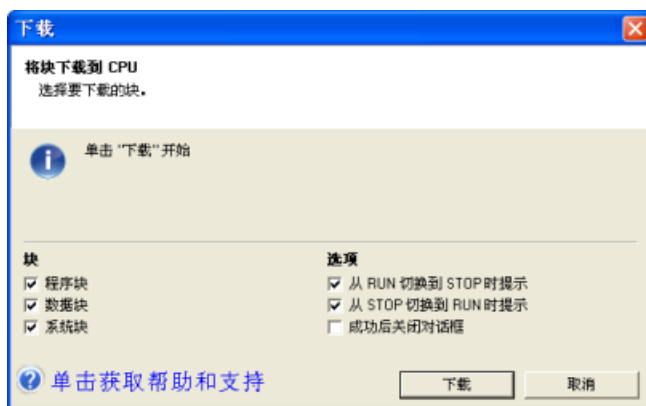 下载
将块下载到 CPU
选择要下载的块。
单击 "下载" 开始
块
程序块
数据块
系统块
选项
从 RUN 切换到 STOP 时提示
从 STOP 切换到 RUN 时提示
成功后关闭对话框
单击获取帮助和支持
下载
取消